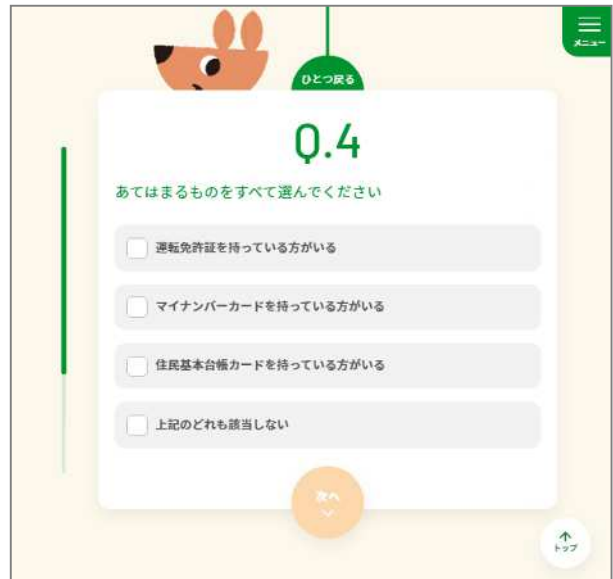 メニュー
ひとつ戻る
Q.4
あてはまるものをすべて選んでください
運転免許証を持っている方がいる
マイナンバーカードを持っている方がいる
住民基本台帳カードを持っている方がいる
上記のどれも該当しない
次へ
トップ